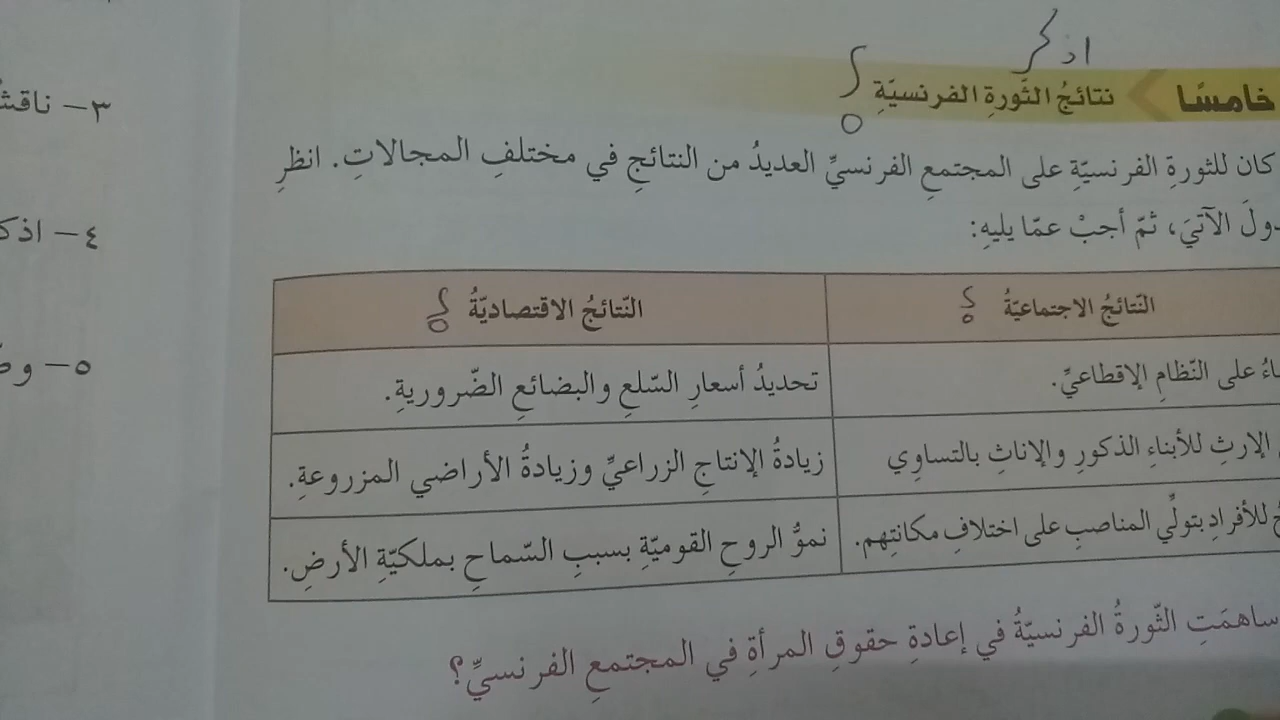 اذكر
خامسًا نتائجُ الثّورةِ الفرنسيّةِ ؟
كان للثورةِ الفرنسيّةِ على المجتمعِ الفرنسيِّ العديدُ من النتائجِ في مختلفِ المجالاتِ. انظرِ
الآتيَ، ثمّ أجبْ عمّا يليهِ:
النّتائجُ الاجتماعيّةُ ؟ النّتائجُ الاقتصاديّةُ ؟
على النّظامِ الإقطاعيِّ. تحديدُ أسعارِ السّلعِ والبضائعِ الضّروريةِ.
الإرثِ للأبناءِ الذكورِ والإناثِ بالتساوِي زيادةُ الإنتاجِ الزراعيِّ وزيادةُ الأراضي المزروعةِ.
للأفرادِ بتولّي المناصبِ على اختلافِ مكانتِهم. نموُّ الروحِ القوميّةِ بسببِ السّماحِ بملكيّةِ الأرضِ.
ساهمَتِ الثّورةُ الفرنسيّةُ في إعادةِ حقوقِ المرأةِ في المجتمعِ الفرنسيِّ؟
٣-
٤-
٥-